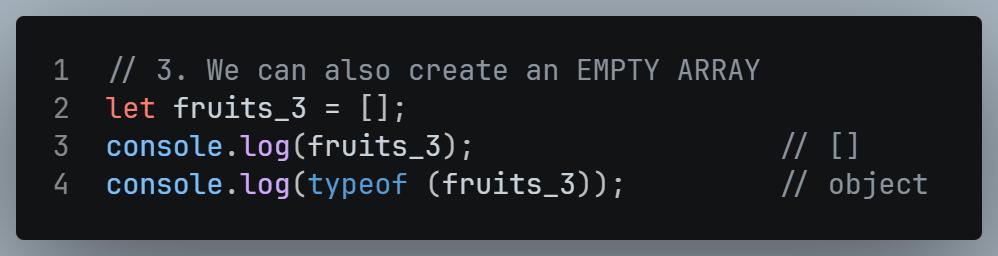 1 // 3. We can also create an EMPTY ARRAY
2 let fruits_3 = [];
3 console.log(fruits_3); // []
4 console.log(typeof (fruits_3)); // object